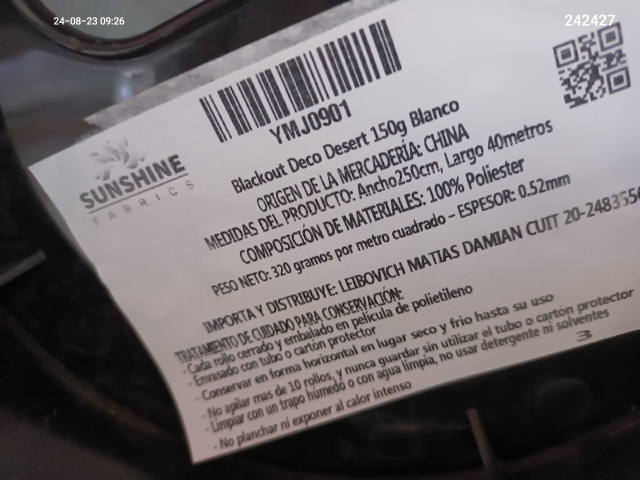 24-08-23 09:26
242427
YMJ0901
SUNSHINE
FABRICS
Blackout Deco Desert 150g Blanco
ORIGEN DE LA MERCADERÍA: CHINA
MEDIDAS DEL PRODUCTO: Ancho250cm, Largo 40metros
COMPOSICIÓN DE MATERIALES: 100% Poliester
PESO NETO: 320 gramos por metro cuadrado – ESPESOR: 0.52mm
IMPORTA Y DISTRIBUYE: LEIBOVICH MATIAS DAMIAN CUIT 20-248355
TRATAMIENTO DE CUIDADO PARA CONSERVACIÓN:
- Cada rollo cerrado y embalado en película de polietileno
- Envasado con tubo o cartón protector
- Conservar en forma horizontal en lugar seco y frio hasta su uso
- No apilar mas de 10 rollos, y nunca guardar sin utilizar el tubo o cartón protector
- Limpiar con un trapo húmedo o con agua limpia, no usar detergente ni solventes
- No planchar ni exponer al calor intenso
3